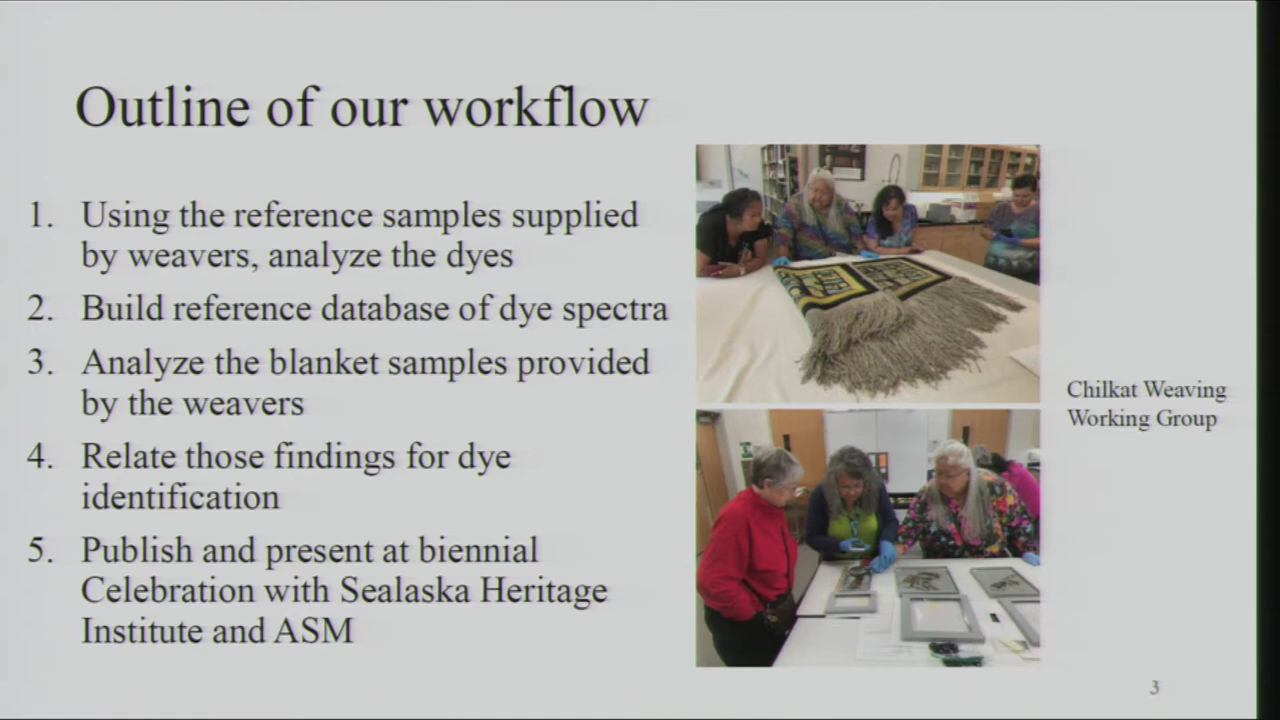 Outline of our workflow
1. Using the reference samples supplied
by weavers, analyze the dyes
2. Build reference database of dye spectra
3. Analyze the blanket samples provided
by the weavers
4. Relate those findings for dye
identification
5. Publish and present at biennial
Celebration with Sealaska Heritage
Institute and ASM
Chilkat Weaving
Working Group
3